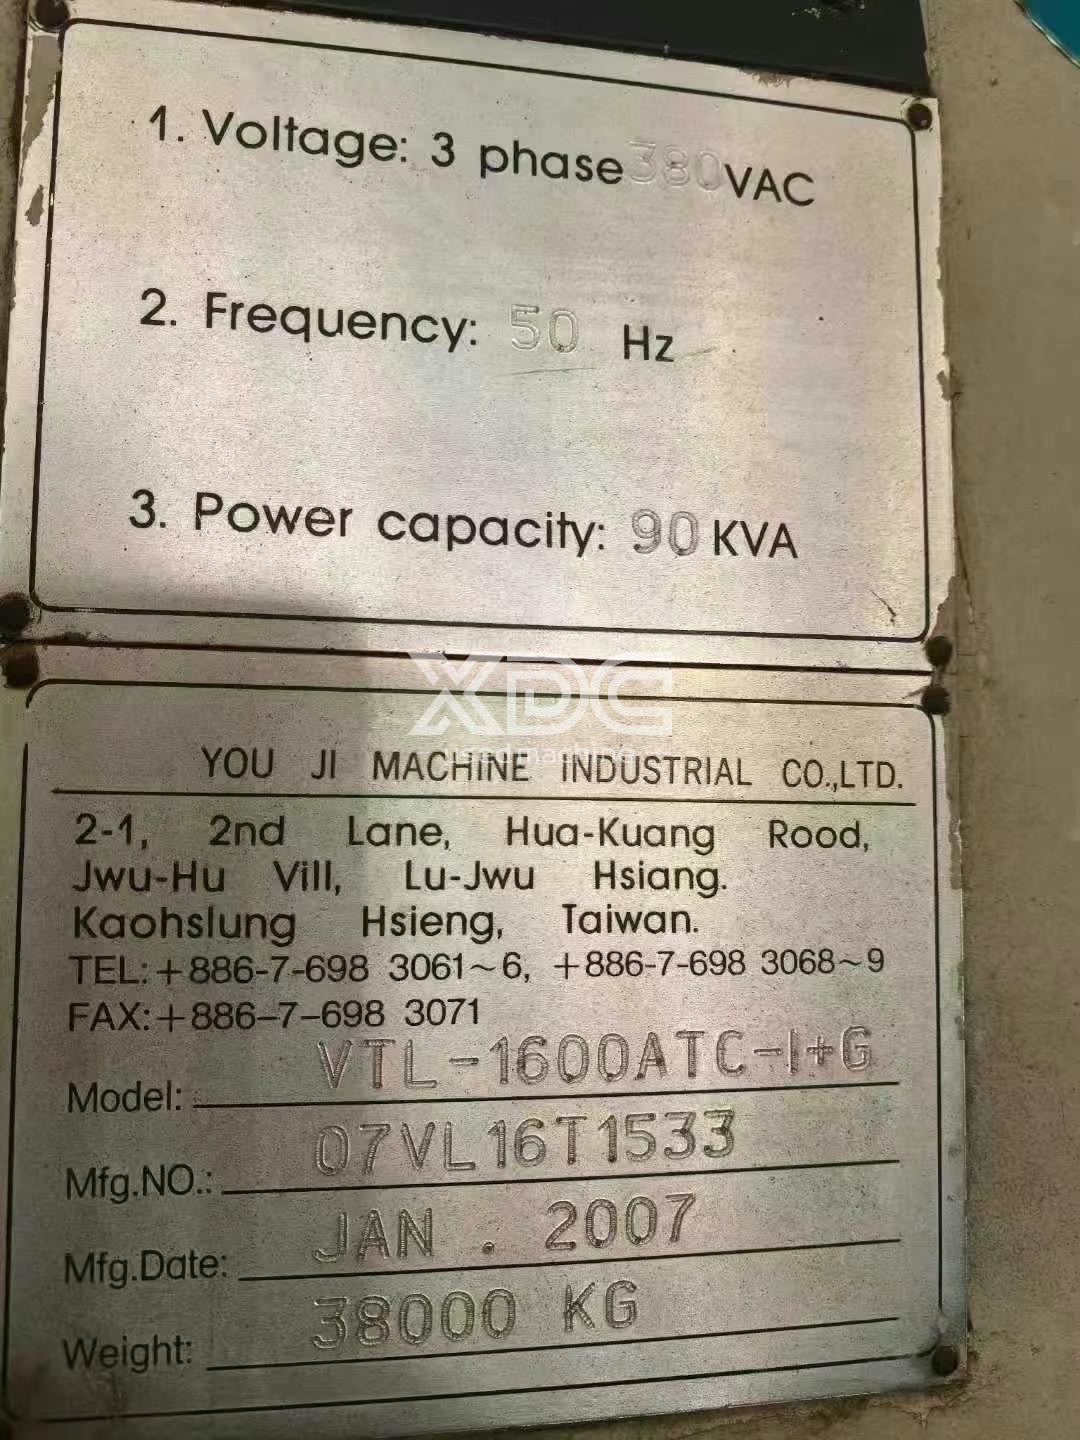 1. Voltage: 3 phase 380 VAC
2. Frequency: 50 Hz
3. Power capacity: 90 KVA
XDC
used machine
YOU JI MACHINE INDUSTRIAL CO.,LTD.
2-1, 2nd Lane, Hua-Kuang Rood,
Jwu-Hu Vill, Lu-Jwu Hsiang.
Kaohslung Hsieng, Taiwan.
TEL:+886-7-698 3061~6, +886-7-698 3068~9
FAX:+886-7-698 3071
Model: VTL-1600ATC-I+G
Mfg.NO.: 07VL16T1533
Mfg.Date: JAN . 2007
Weight: 38000 KG